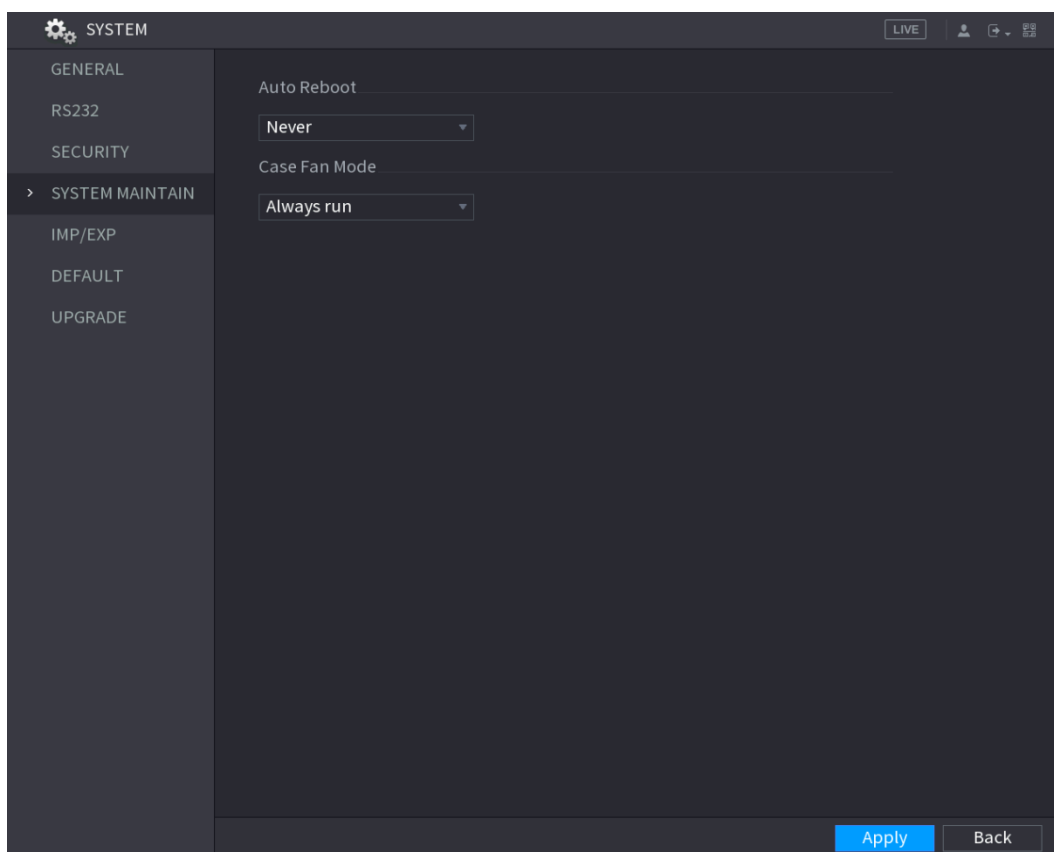 SYSTEM
LIVE
GENERAL
RS232
SECURITY
> SYSTEM MAINTAIN
IMP/EXP
DEFAULT
UPGRADE
Auto Reboot
Never
Case Fan Mode
Always run
Apply
Back